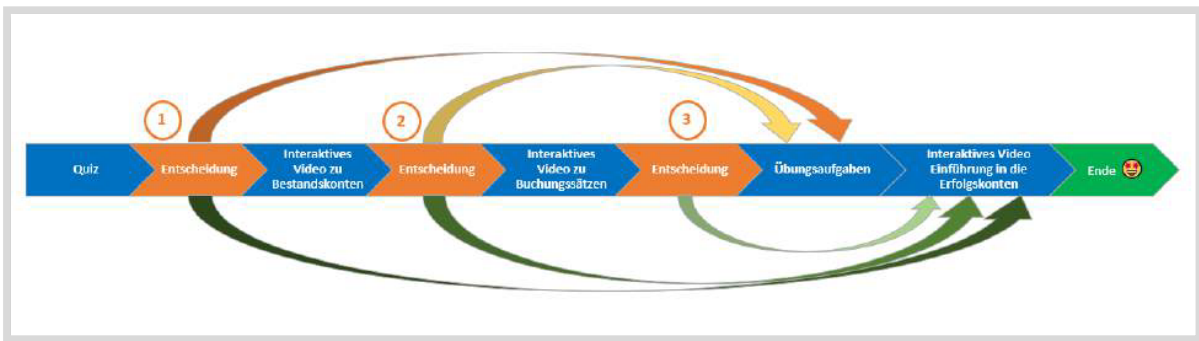 1
2
3
Quiz
Entscheidung
Interaktives
Video zu
Bestandskonten
Entscheidung
Interaktives
Video zu
Buchungssätzen
Entscheidung
Übungsaufgaben
Interaktives Video
Einführung in die
Erfolgskonten
Ende